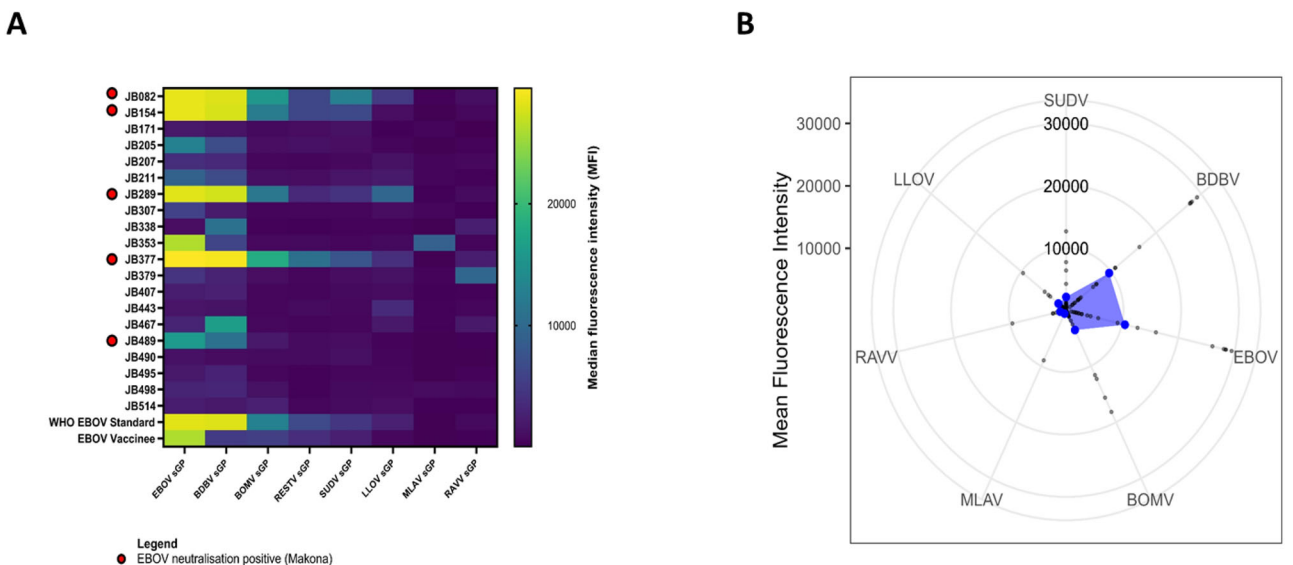 A
JB082
JB154
JB171
JB205
JB207
JB211
JB289
JB307
JB338
JB353
JB377
JB379
JB407
JB443
JB467
JB489
JB490
JB495
JB498
JB514
WHO EBOV Standard
EBOV Vaccinee
EBOV sGP
BDBV sGP
BOMV sGP
RESTV sGP
SUDV sGP
LLOV sGP
MLAV sGP
RAVV sGP
20000
10000
Median fluorescence intensity (MFI)
Legend
EBOV neutralisation positive (Makona)
B
Mean Fluorescence Intensity
30000
20000
10000
SUDV
30000
20000
10000
BDBV
EBOV
BOMV
MLAV
RAVV
LLOV